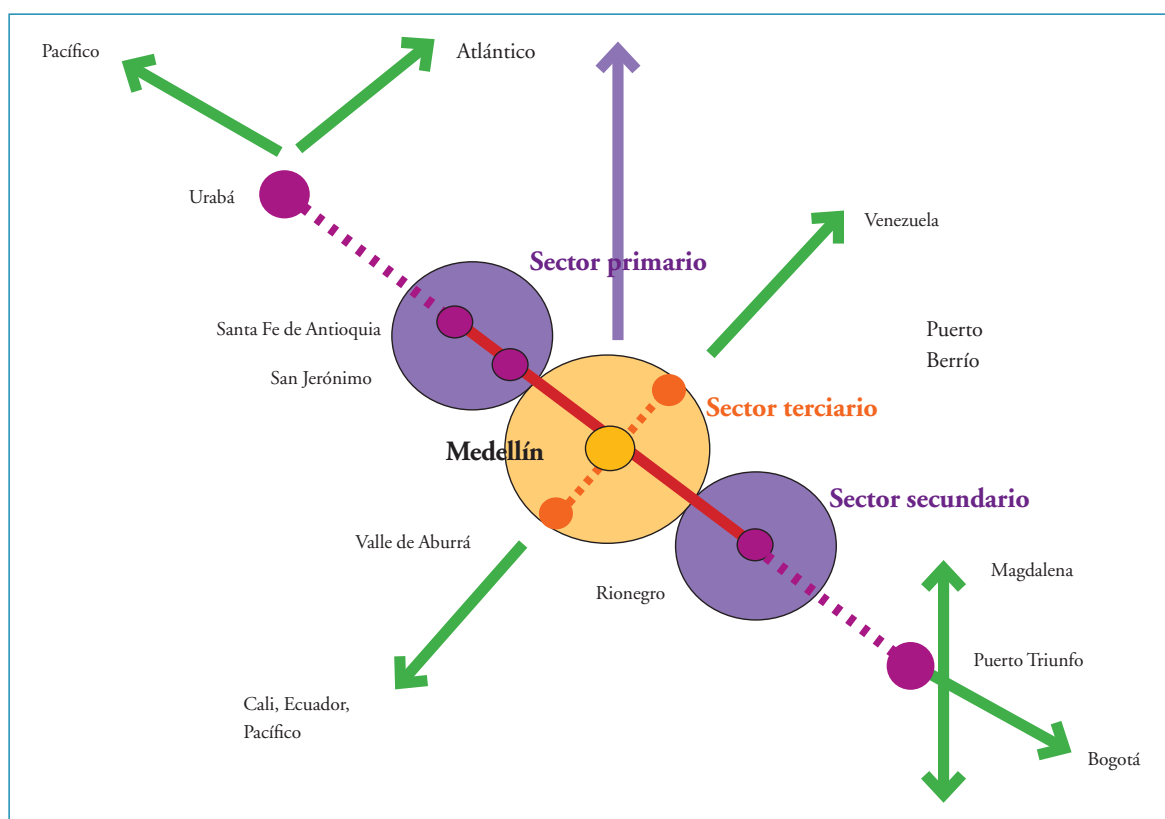 Pacífico
Atlántico
Urabá
Venezuela
Sector primario
Santa Fe de Antioquia
Puerto
Berrío
San Jerónimo
Sector terciario
Medellín
Sector secundario
Valle de Aburrá
Magdalena
Rionegro
Puerto Triunfo
Cali, Ecuador,
Pacífico
Bogotá